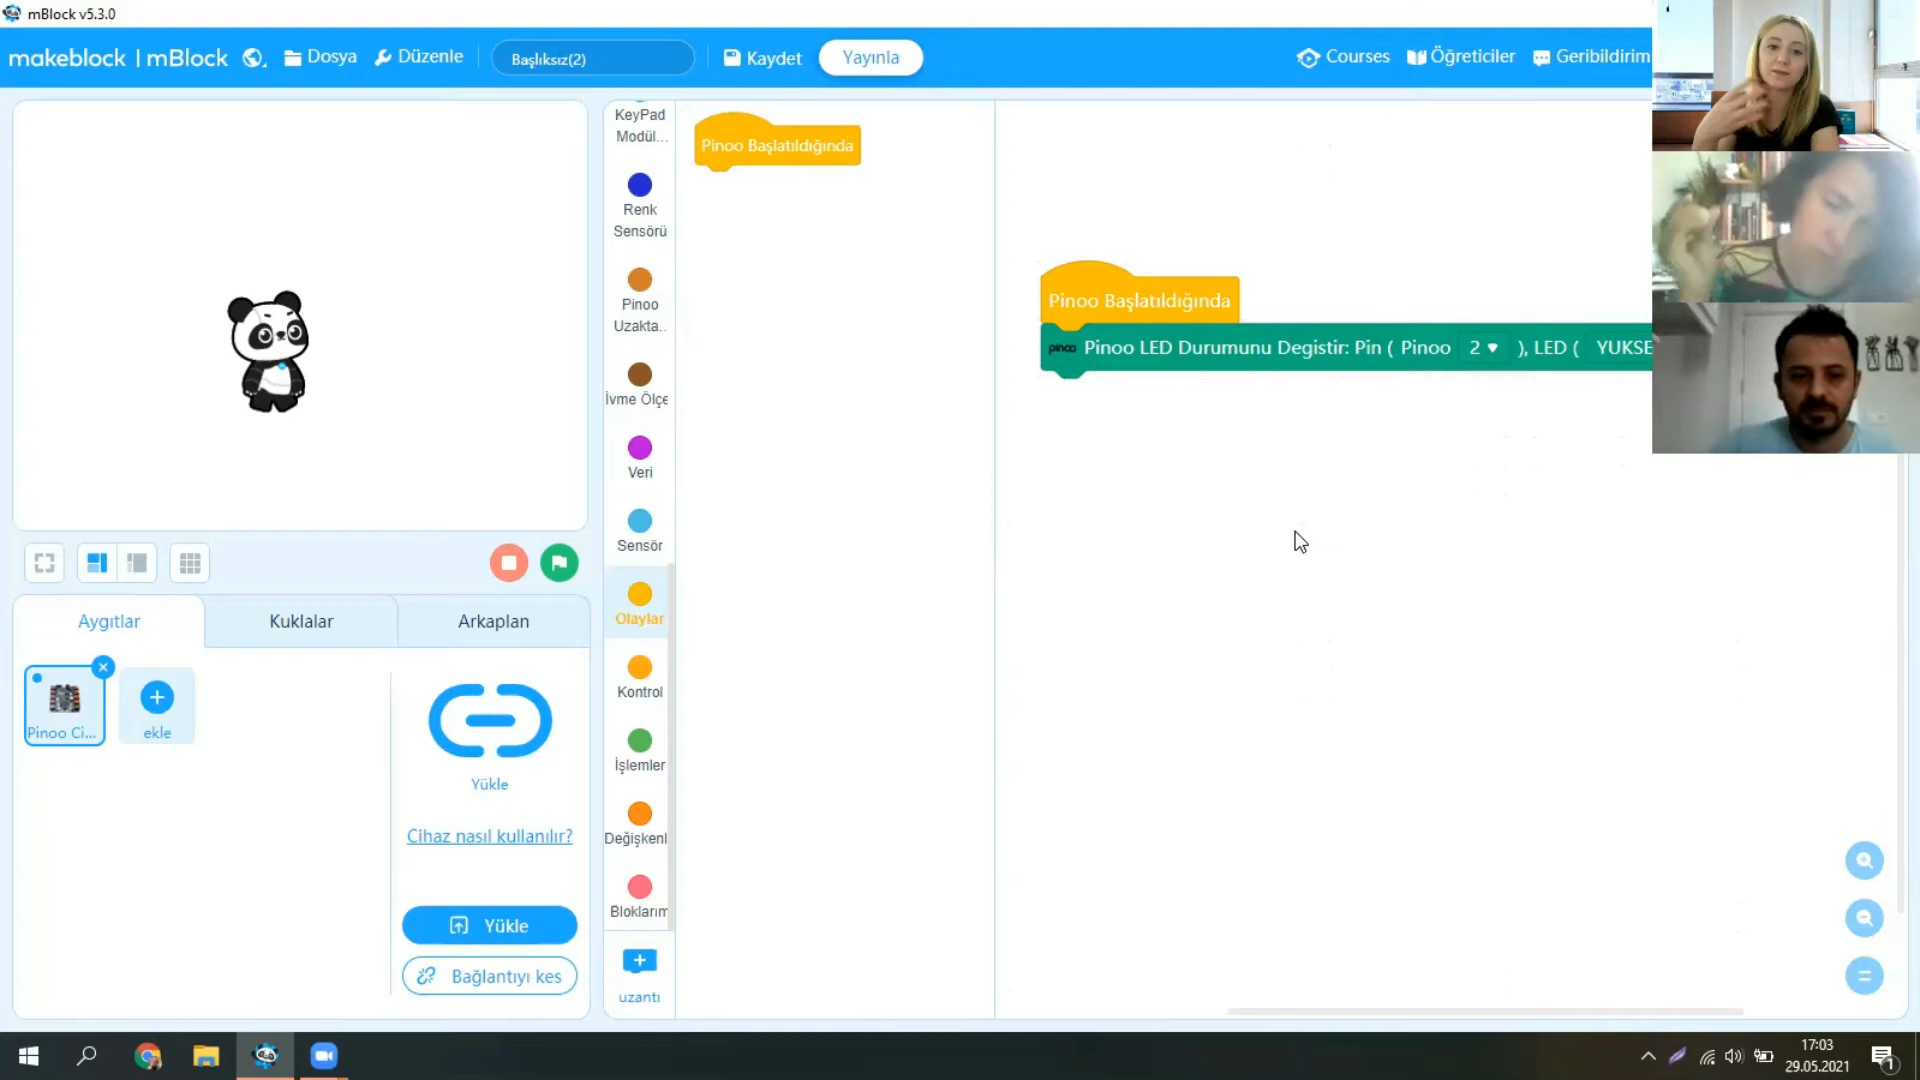 mBlock v5.3.0
makeblock | mBlock
Dosya
Düzenle
Başlıksız(2)
Kaydet
Yayınla
Courses
Öğreticiler
Geribildirim
KeyPad
Modül...
Renk
Sensörü
Pinoo
Uzakta..
İvme Ölçe
Veri
Sensör
Olaylar
Kontrol
İşlemler
Değişkenl
Bloklarım
uzantı
Pinoo Başlatıldığında
Pinoo Başlatıldığında
pinoo Pinoo LED Durumunu Degistir: Pin ( Pinoo 2 ), LED ( YUKSE
Aygıtlar
Kuklalar
Arkaplan
Pinoo Ci...
ekle
Yükle
Cihaz nasıl kullanılır?
Yükle
Bağlantıyı kes
17:03
29.05.2021
1